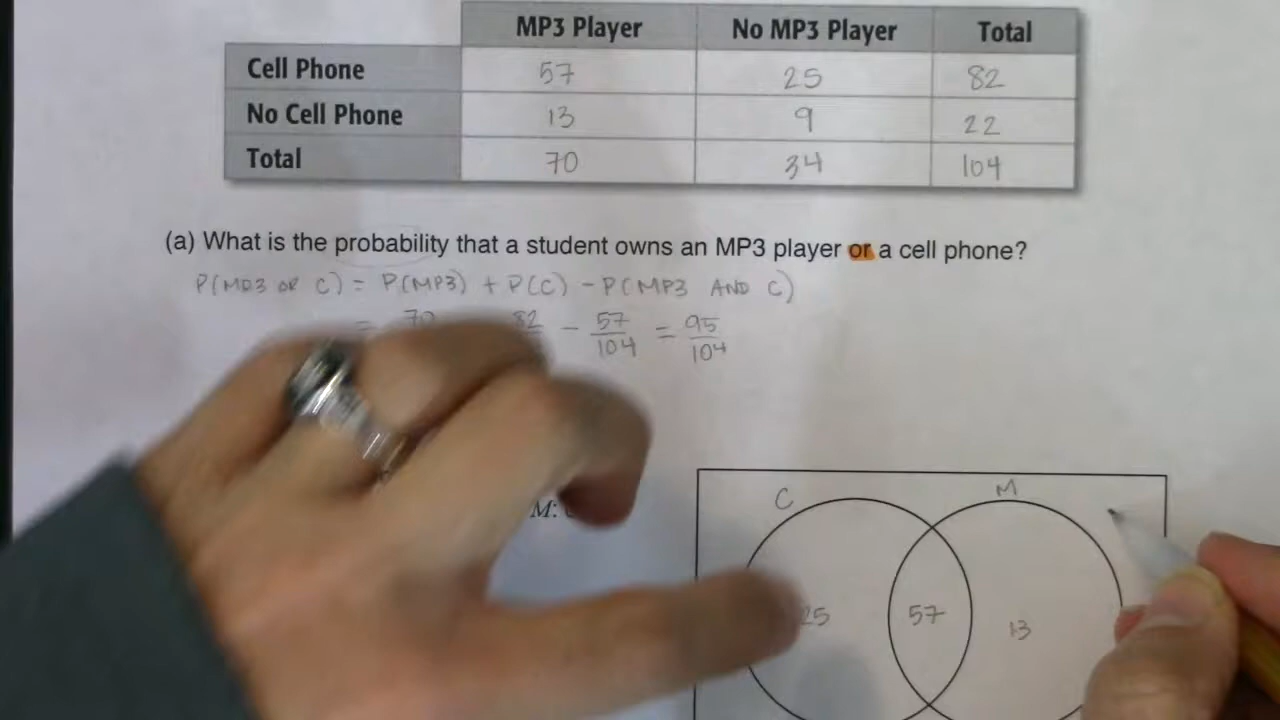 MP3 Player No MP3 Player Total
Cell Phone 57 25 82
No Cell Phone 13 9 22
Total 70 34 104
(a) What is the probability that a student owns an MP3 player or a cell phone?
P(MP3 OR C) = P(MP3) + P(C) - P(MP3 AND C)
= 70 82 - 57/104 = 95/104
C M
M:
25 57 13